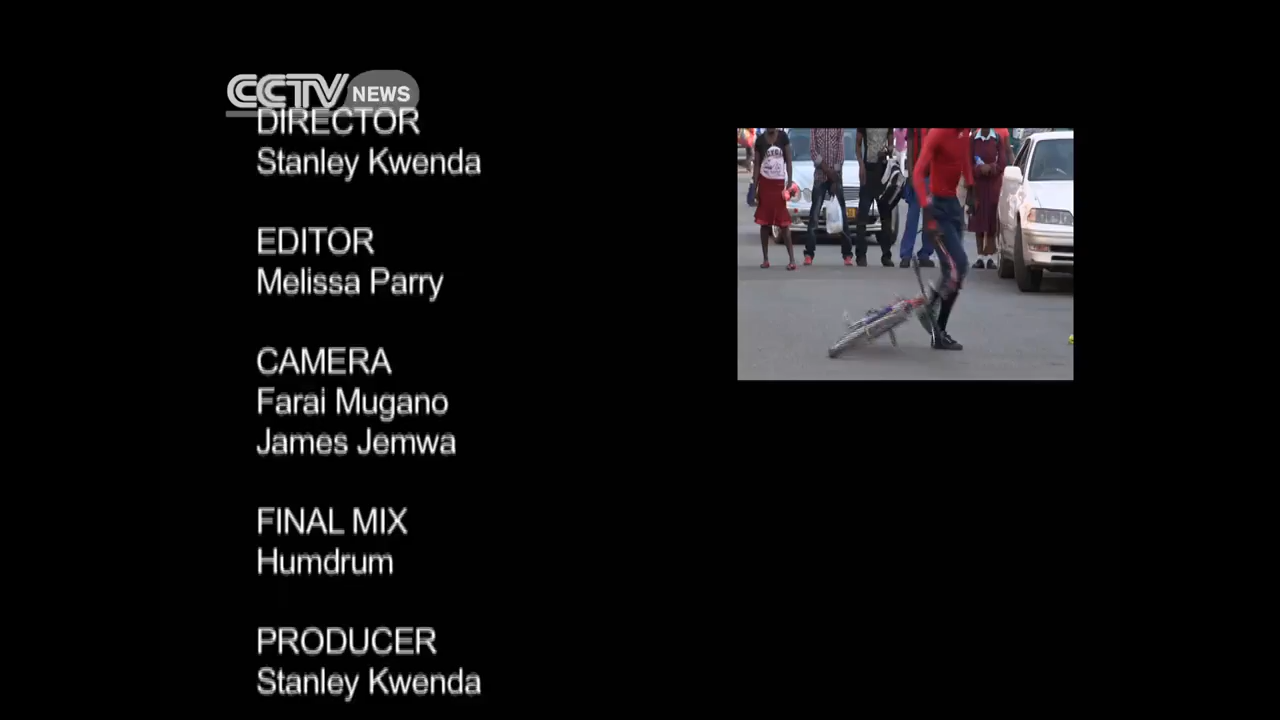 CCTV NEWS
DIRECTOR
Stanley Kwenda
EDITOR
Melissa Parry
CAMERA
Farai Mugano
James Jemwa
FINAL MIX
Humdrum
PRODUCER
Stanley Kwenda